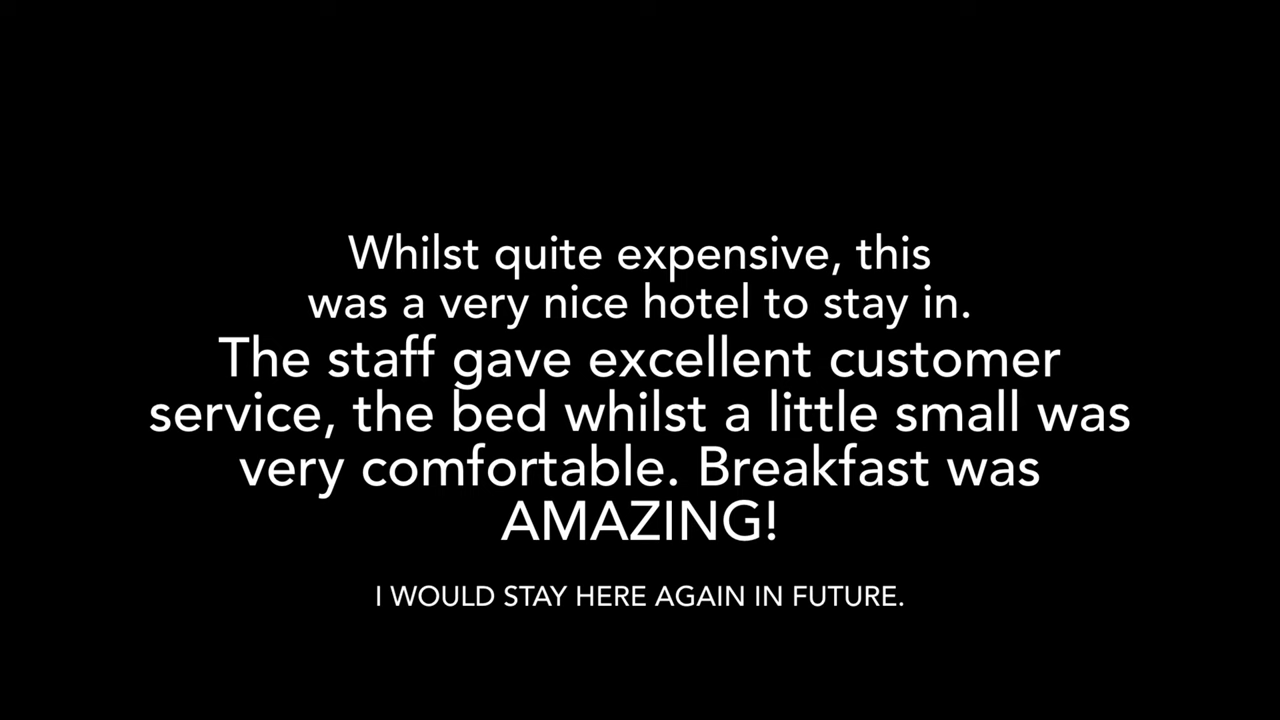 Whilst quite expensive, this
was a very nice hotel to stay in.
The staff gave excellent customer
service, the bed whilst a little small was
very comfortable. Breakfast was
AMAZING!
I WOULD STAY HERE AGAIN IN FUTURE.